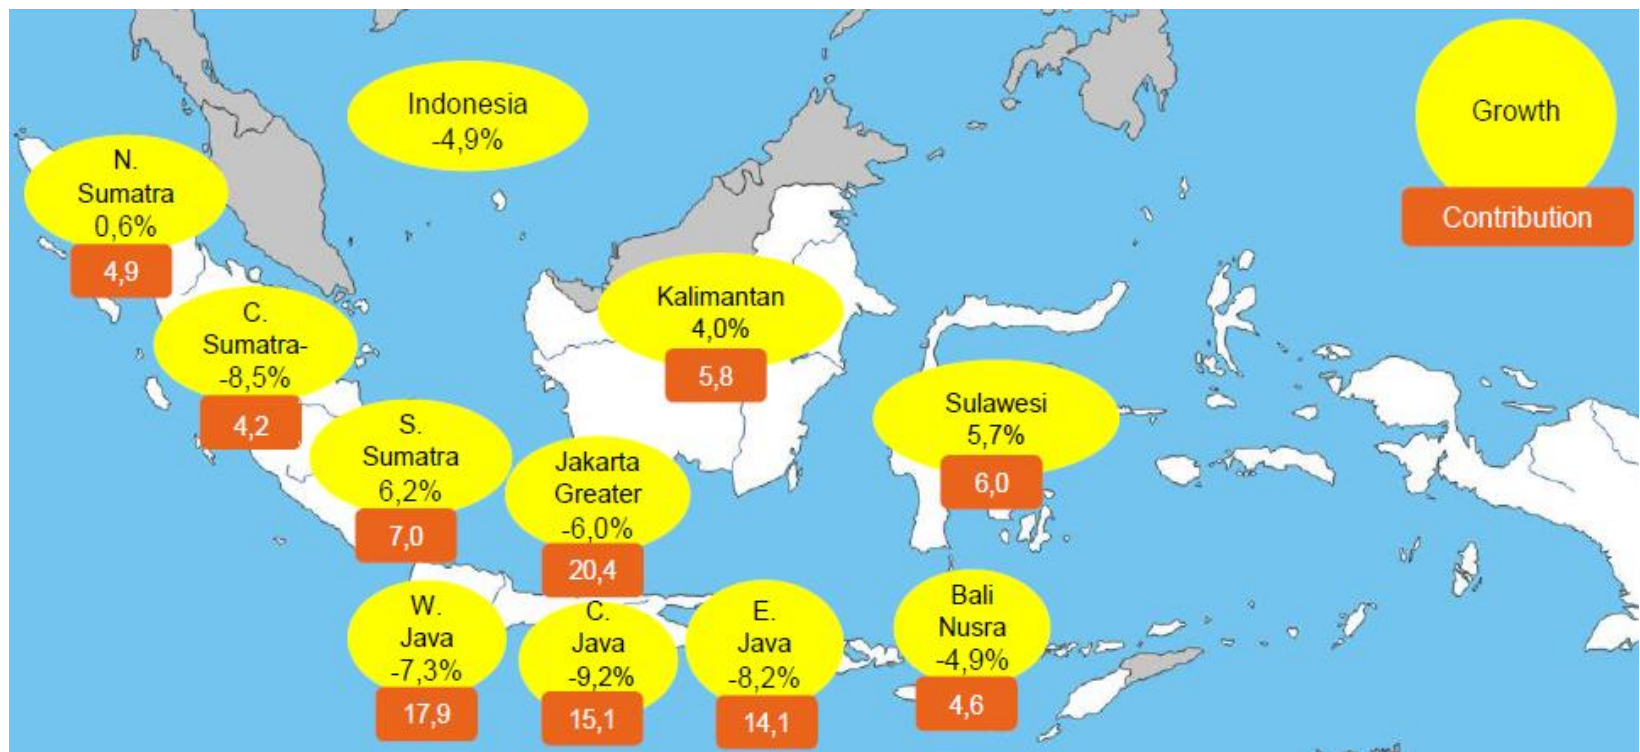 Indonesia
-4,9%
Growth
Contribution
N.
Sumatra
0,6%
4,9
C.
Sumatra-
-8,5%
4,2
S.
Sumatra
6,2%
7,0
Jakarta
Greater
-6,0%
20,4
Kalimantan
4,0%
5,8
Sulawesi
5,7%
6,0
W.
Java
-7,3%
17,9
C.
Java
-9,2%
15,1
E.
Java
-8,2%
14,1
Bali
Nusra
-4,9%
4,6